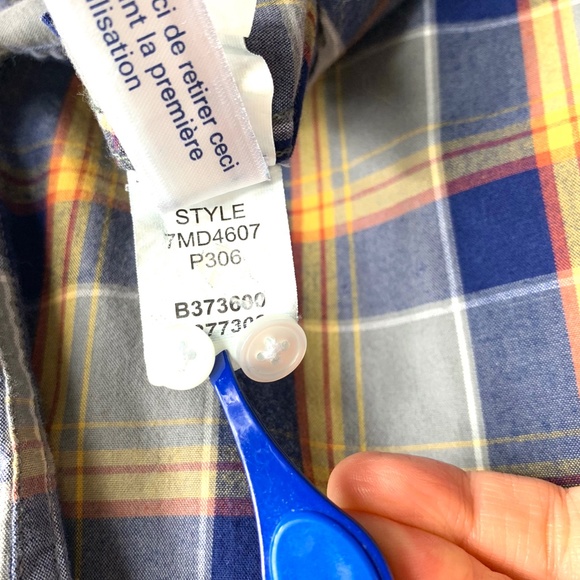 ci de retirer ceci
nt la première
lisation
STYLE
7MD4607
P306
B373600